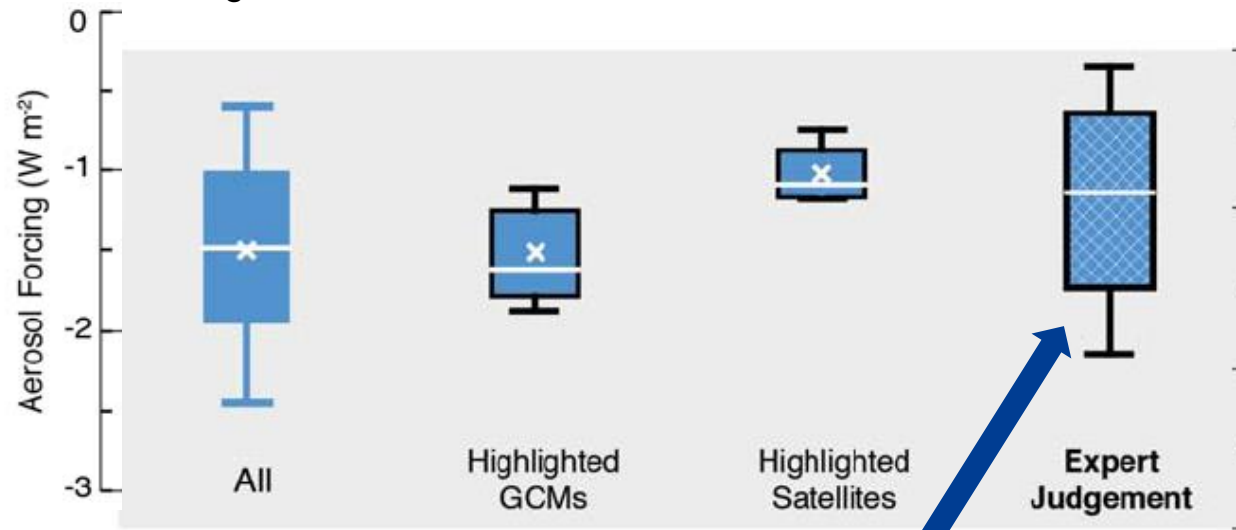 0
-1
-2
-3
Aerosol Forcing (W m-2)
All
Highlighted
GCMs
Highlighted
Satellites
Expert
Judgement